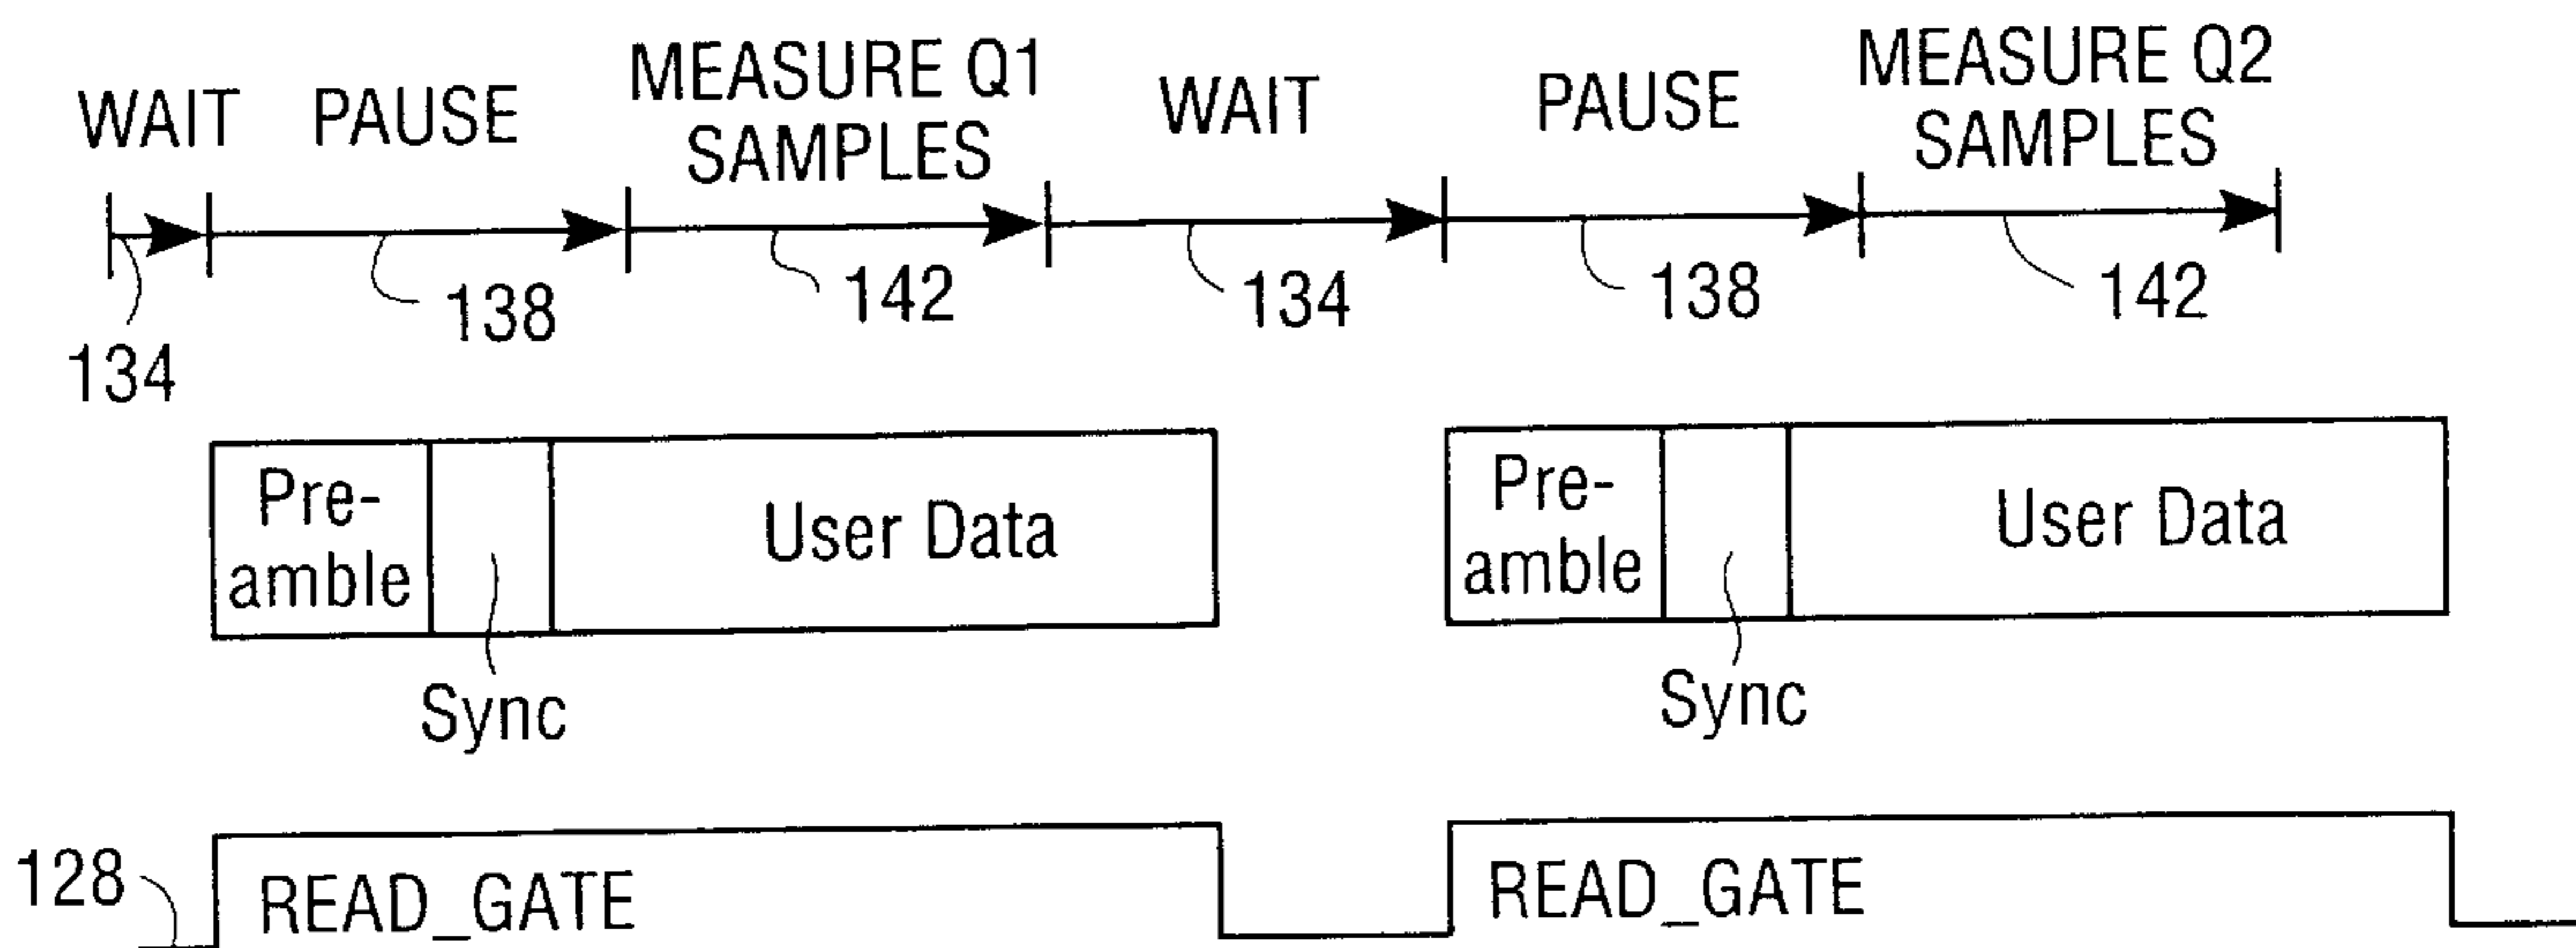 WAIT PAUSE MEASURE Q1 SAMPLES WAIT PAUSE MEASURE Q2 SAMPLES
134 138 142 134 138 142
Pre-amble User Data Pre-amble User Data
Sync Sync
128 READ_GATE READ_GATE